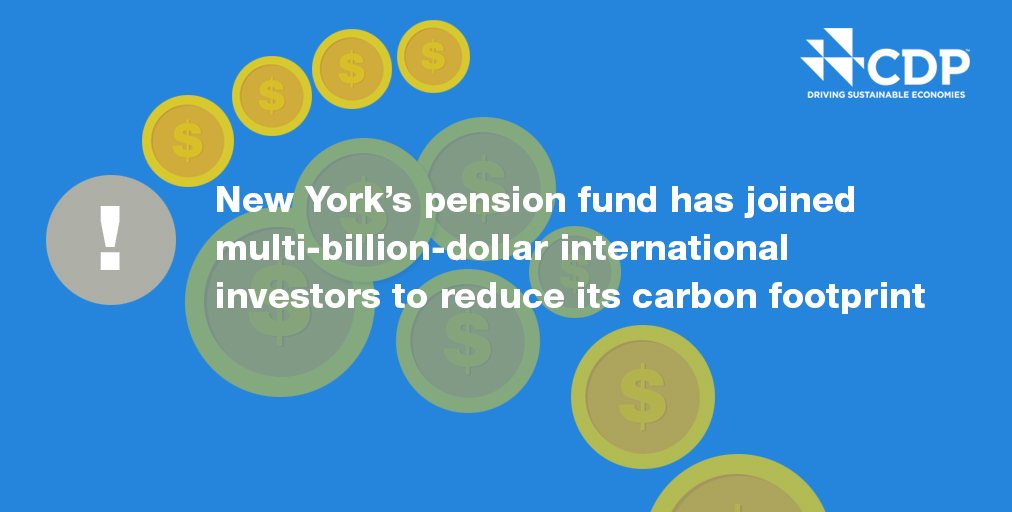 CDP™
DRIVING SUSTAINABLE ECONOMIES
!
New York’s pension fund has joined
multi-billion-dollar international
investors to reduce its carbon footprint
$
$
$
$
$
$
$
$
$
$
$